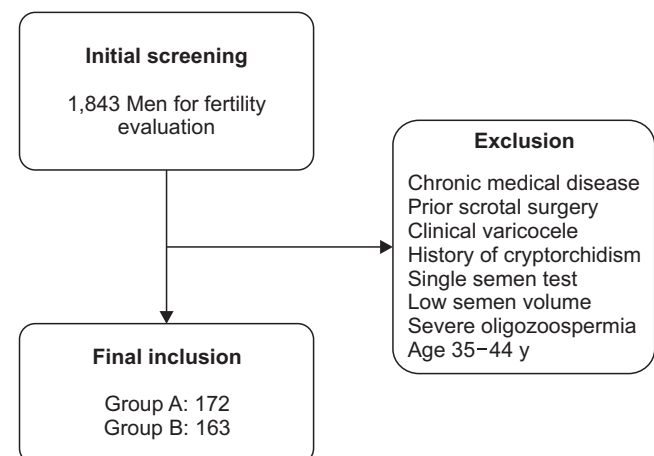 Initial screening
1,843 Men for fertility
evaluation
Exclusion
Chronic medical disease
Prior scrotal surgery
Clinical varicocele
History of cryptorchidism
Single semen test
Low semen volume
Severe oligozoospermia
Age 35−44 y
Final inclusion
Group A: 172
Group B: 163